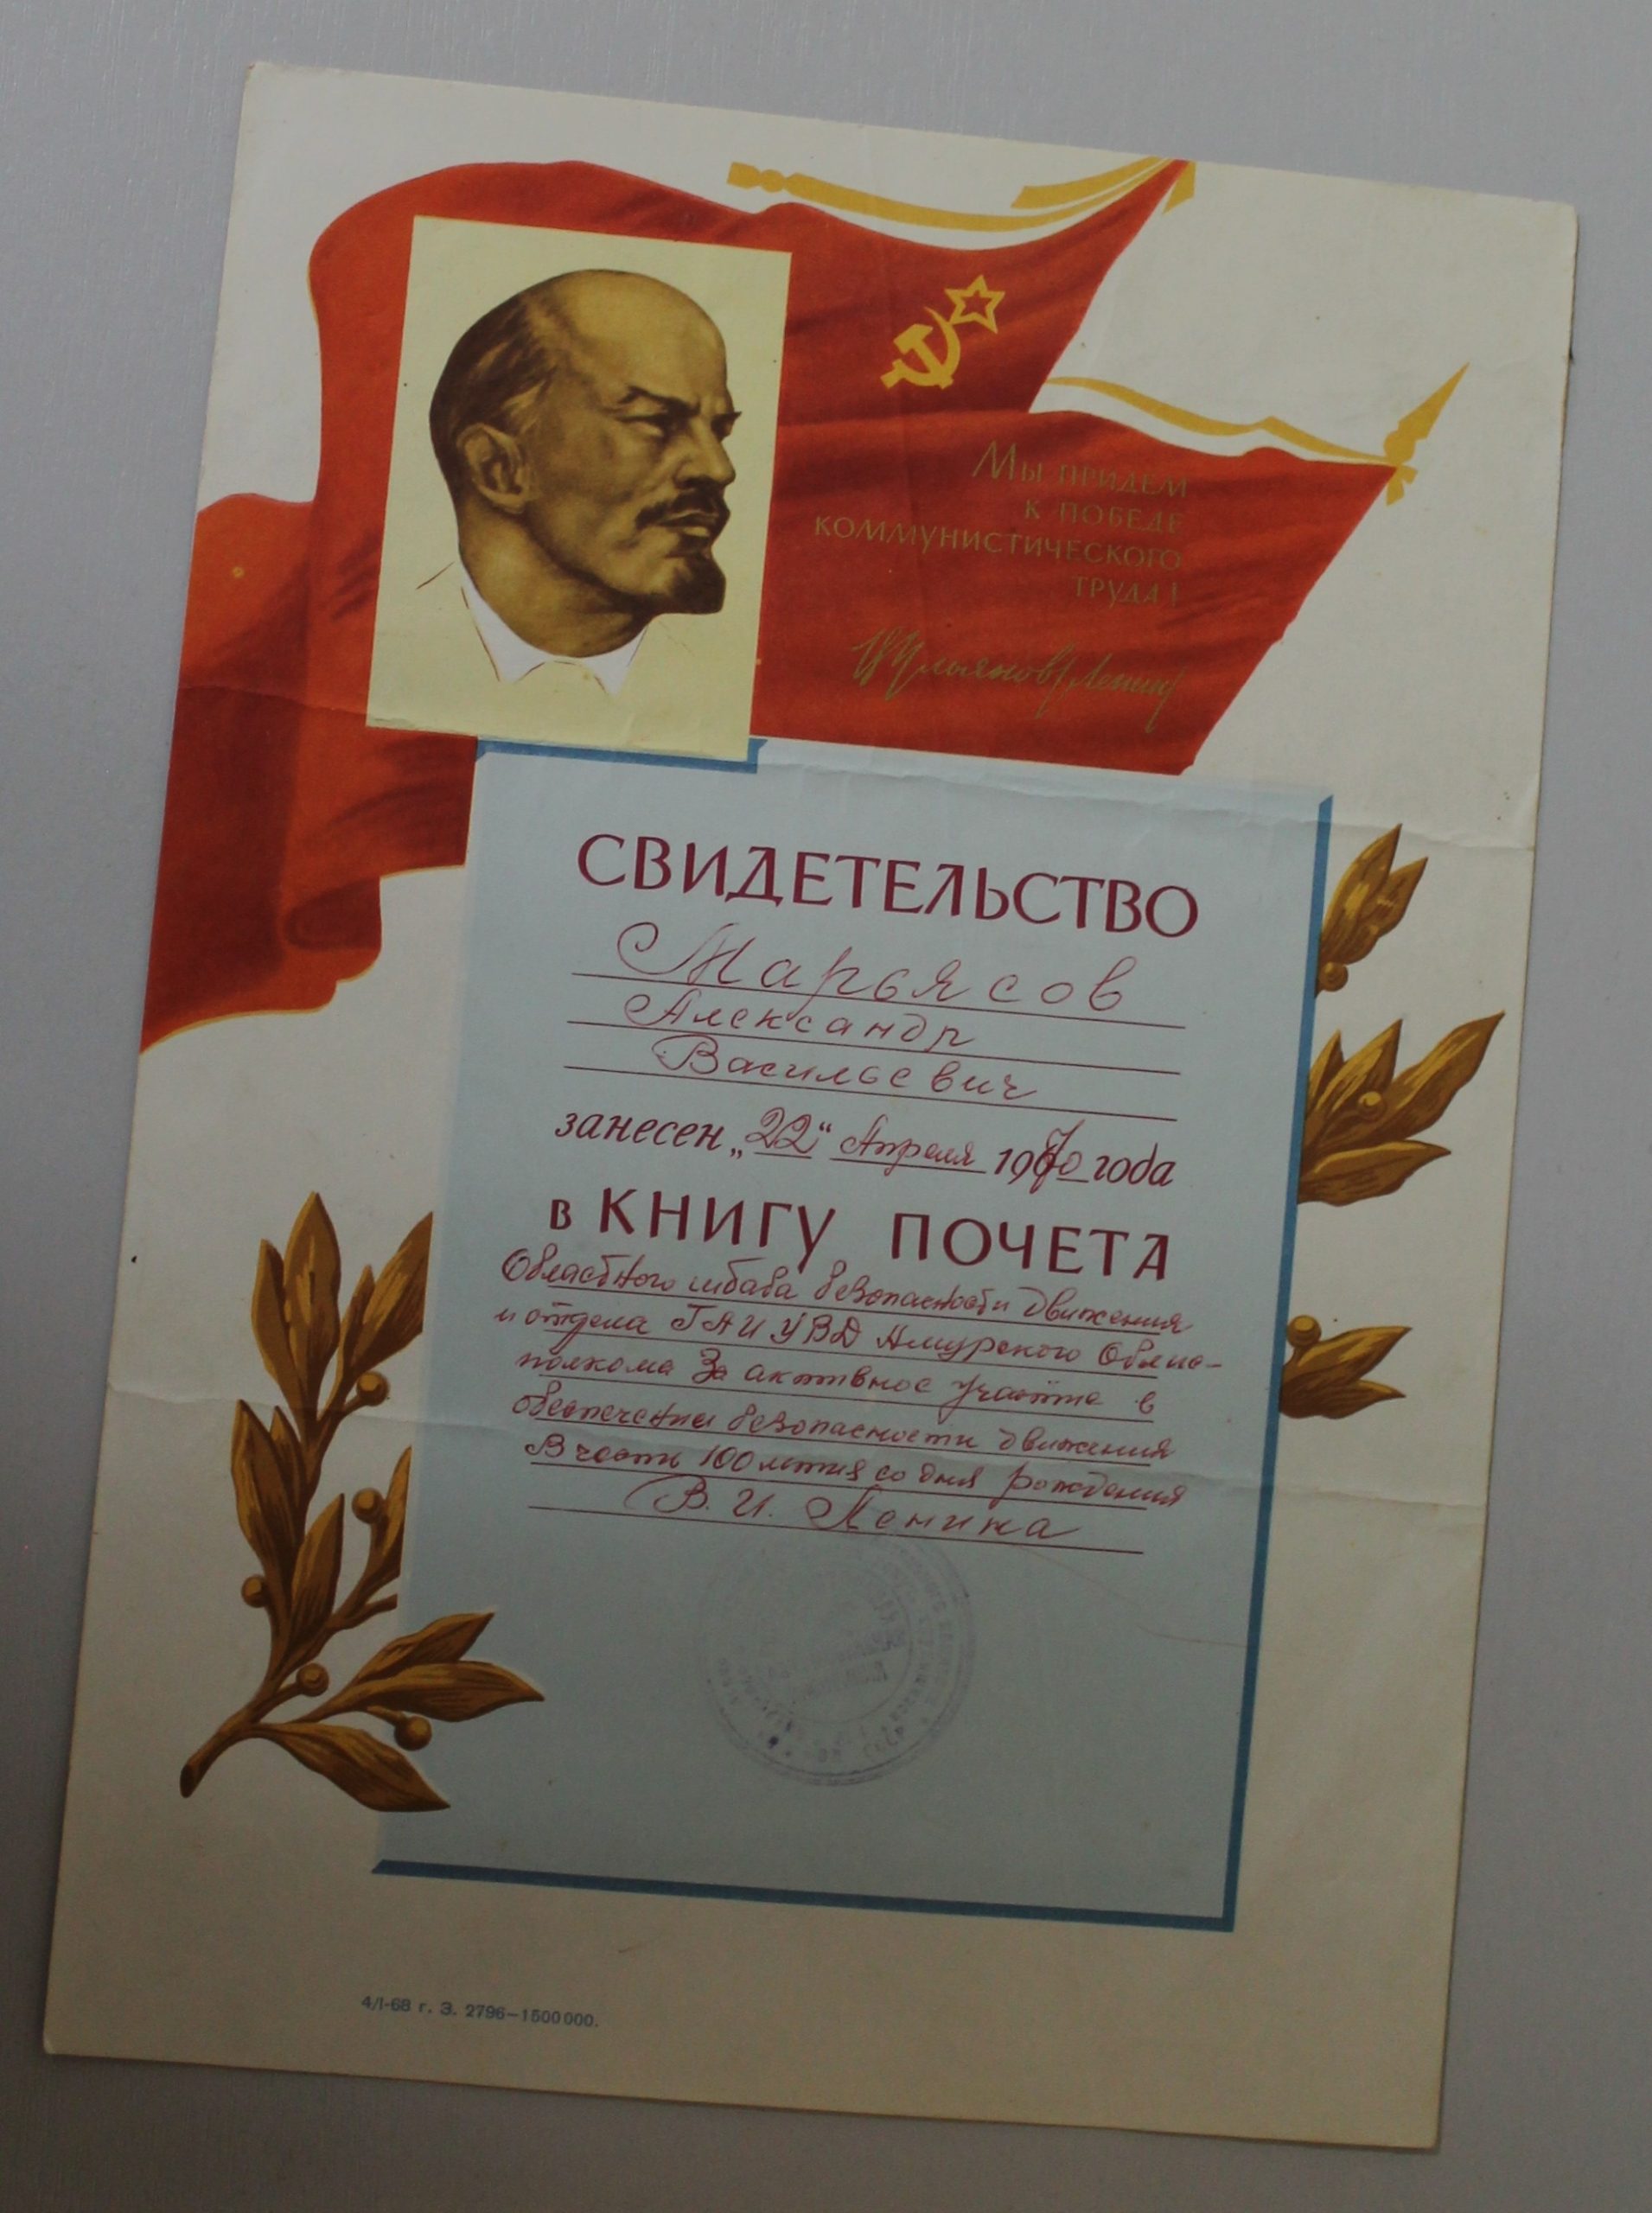 Мы придем
к победе
коммунистического
труда!
В Ульянов (Ленин)
СВИДЕТЕЛЬСТВО
Марьясов
Александр
Васильевич
занесен „22“ Апреля 1970 года
в КНИГУ ПОЧЕТА
Областного штаба безопасности движения
и отдела ГАИ УВД Амурского Облис-
полкома За активное участие в
обеспечении безопасности движения
В честь 100 летия со дня рождения
В. И. Ленина
4/I-68 г. З. 2796—1500000.